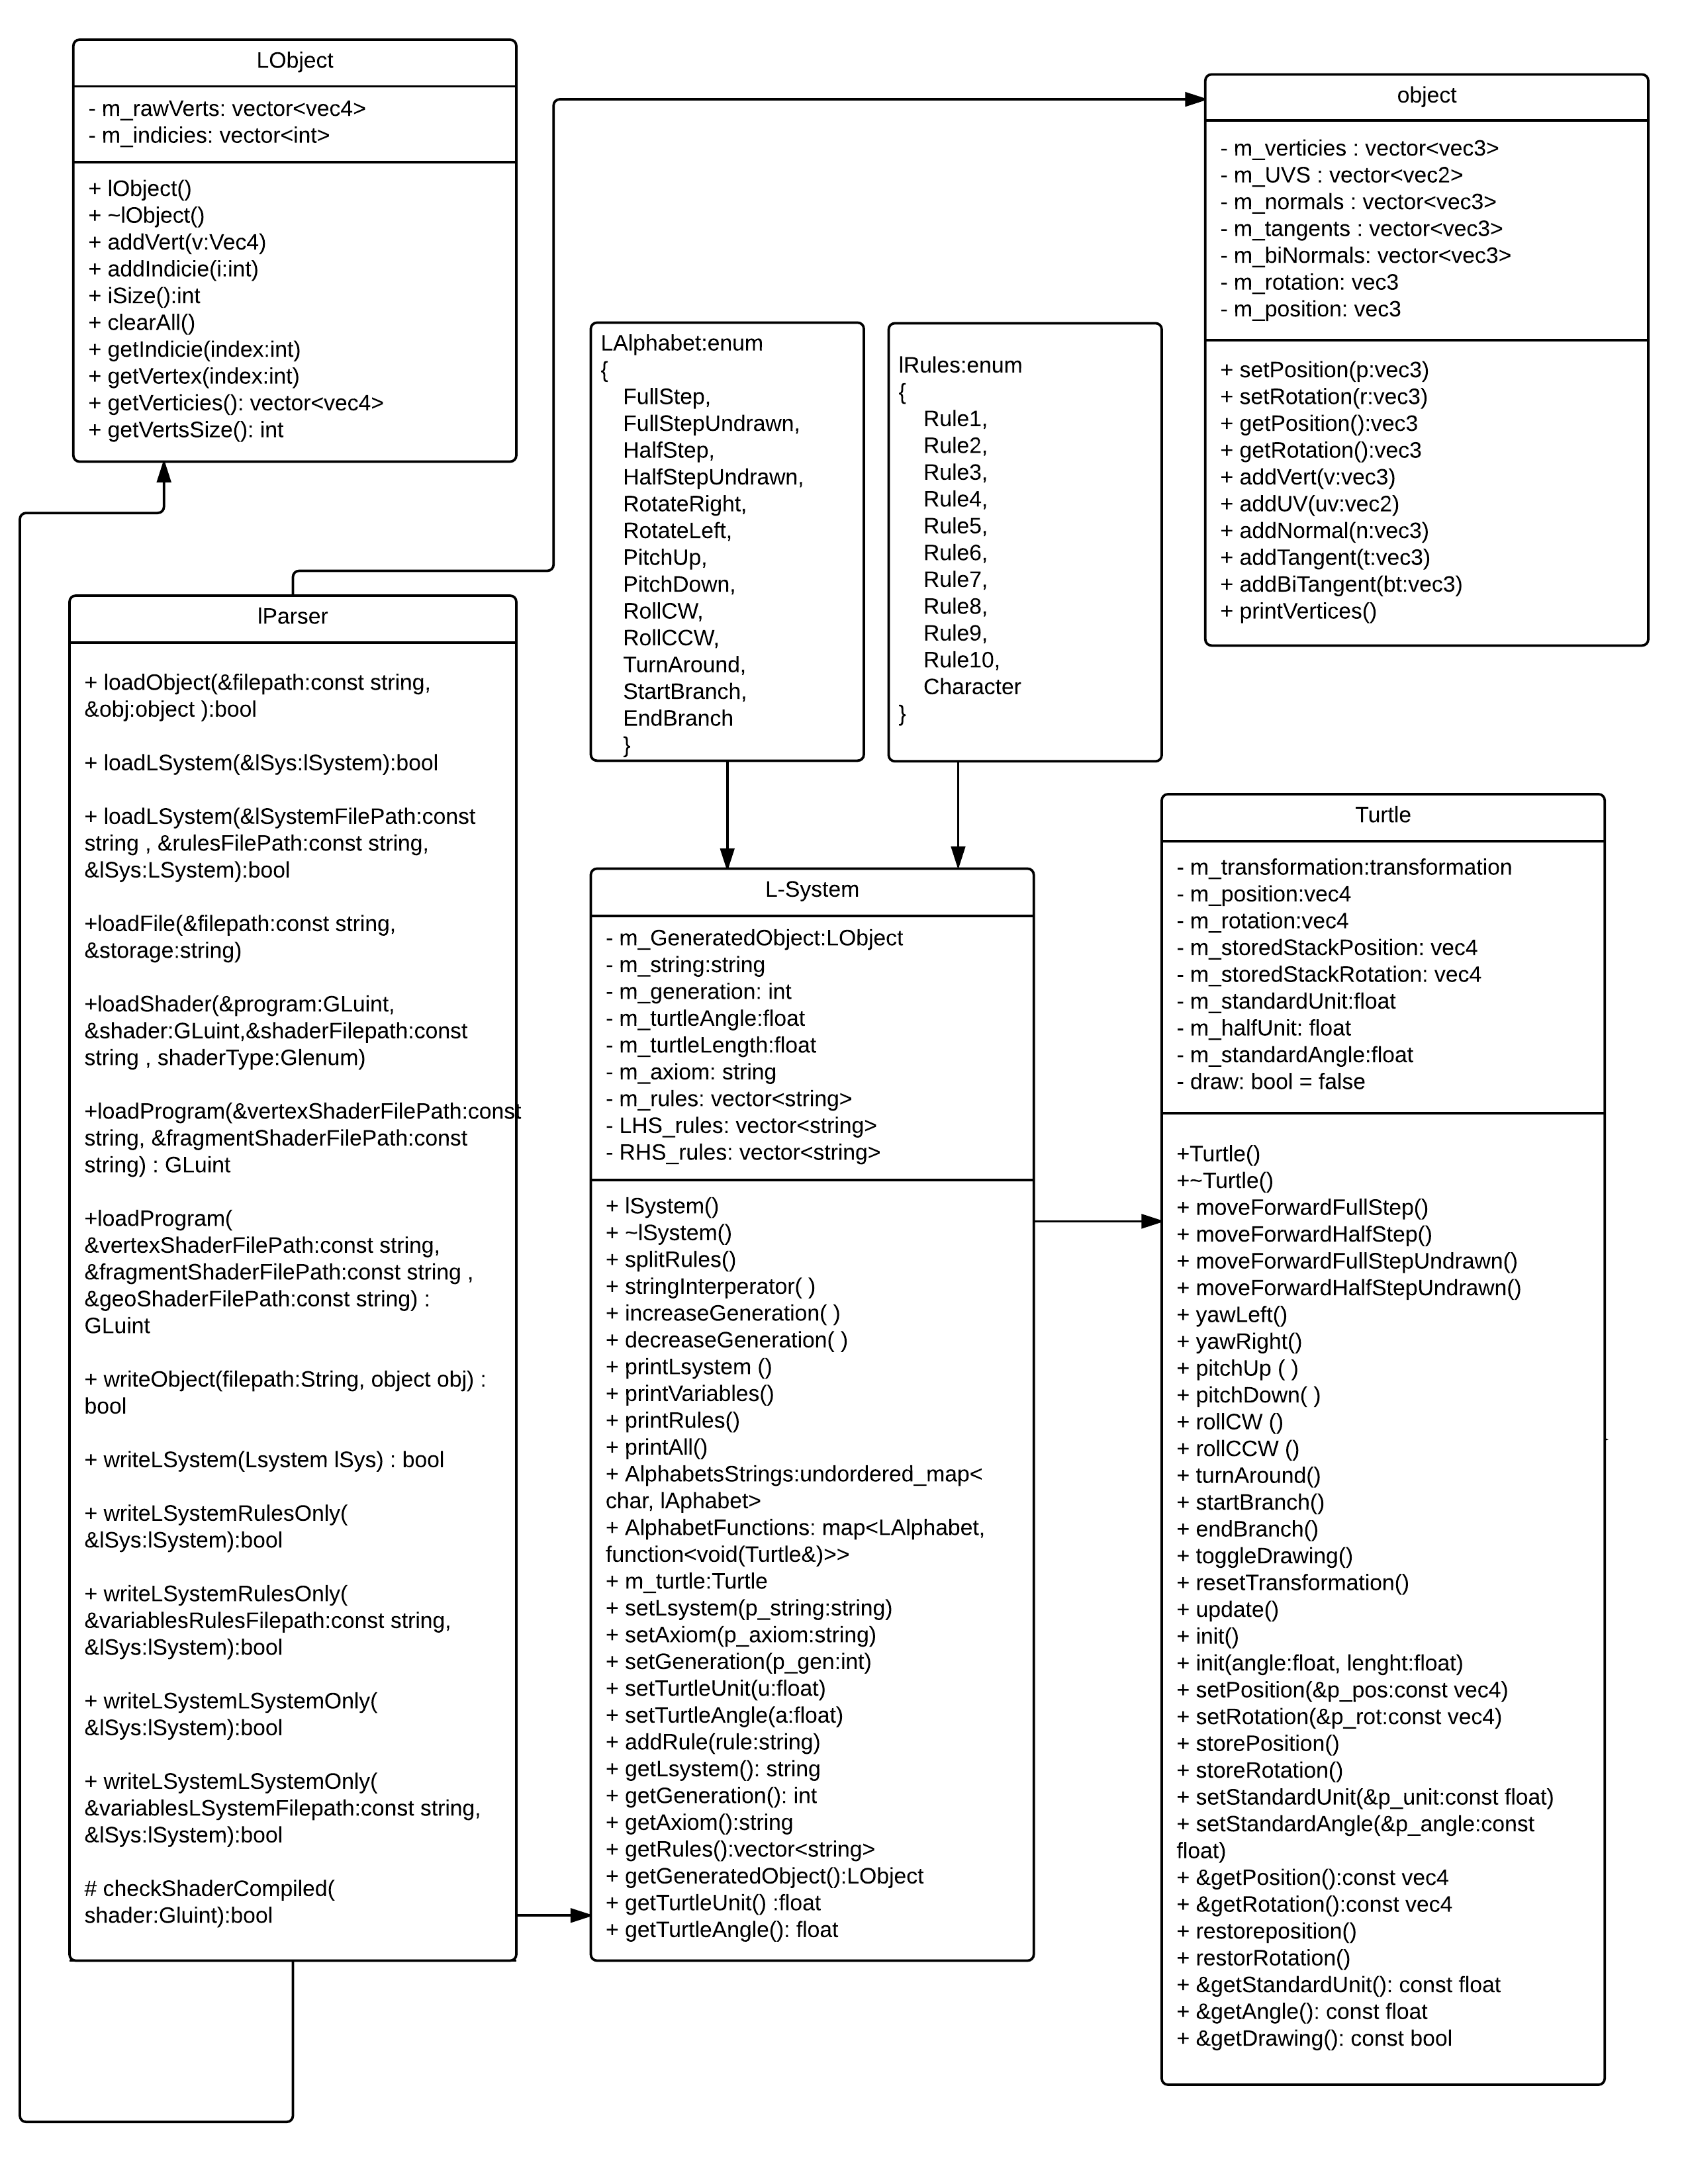 LObject
- m_rawVerts: vector<vec4>
- m_indicies: vector<int>
+ lObject()
+ ~lObject()
+ addVert(v:Vec4)
+ addIndicie(i:int)
+ iSize():int
+ clearAll()
+ getIndicie(index:int)
+ getVertex(index:int)
+ getVerticies(): vector<vec4>
+ getVertsSize(): int
object
- m_verticies : vector<vec3>
- m_UVS : vector<vec2>
- m_normals : vector<vec3>
- m_tangents : vector<vec3>
- m_biNormals: vector<vec3>
- m_rotation: vec3
- m_position: vec3
+ setPosition(p:vec3)
+ setRotation(r:vec3)
+ getPosition():vec3
+ getRotation():vec3
+ addVert(v:vec3)
+ addUV(uv:vec2)
+ addNormal(n:vec3)
+ addTangent(t:vec3)
+ addBiTangent(bt:vec3)
+ printVertices()
LAlphabet:enum
{
FullStep,
FullStepUndrawn,
HalfStep,
HalfStepUndrawn,
RotateRight,
RotateLeft,
PitchUp,
PitchDown,
RollCW,
RollCCW,
TurnAround,
StartBranch,
EndBranch
}
lRules:enum
{
Rule1,
Rule2,
Rule3,
Rule4,
Rule5,
Rule6,
Rule7,
Rule8,
Rule9,
Rule10,
Character
}
lParser
+ loadObject(&filepath:const string,
&obj:object ):bool
+ loadLSystem(&lSys:lSystem):bool
+ loadLSystem(&lSystemFilePath:const
string , &rulesFilePath:const string,
&lSys:LSystem):bool
+loadFile(&filepath:const string,
&storage:string)
+loadShader(&program:GLuint,
&shader:GLuint,&shaderFilepath:const
string , shaderType:Glenum)
+loadProgram(&vertexShaderFilePath:const
string, &fragmentShaderFilePath:const
string) : GLuint
+loadProgram(
&vertexShaderFilePath:const string,
&fragmentShaderFilePath:const string ,
&geoShaderFilePath:const string) :
GLuint
+ writeObject(filepath:String, object obj) :
bool
+ writeLSystem(Lsystem lSys) : bool
+ writeLSystemRulesOnly(
&lSys:lSystem):bool
+ writeLSystemRulesOnly(
&variablesRulesFilepath:const string,
&lSys:lSystem):bool
+ writeLSystemLSystemOnly(
&lSys:lSystem):bool
+ writeLSystemLSystemOnly(
&variablesLSystemFilepath:const string,
&lSys:lSystem):bool
# checkShaderCompiled(
shader:Gluint):bool
L-System
- m_GeneratedObject:LObject
- m_string:string
- m_generation: int
- m_turtleAngle:float
- m_turtleLength:float
- m_axiom: string
- m_rules: vector<string>
- LHS_rules: vector<string>
- RHS_rules: vector<string>
+ lSystem()
+ ~lSystem()
+ splitRules()
+ stringInterperator( )
+ increaseGeneration( )
+ decreaseGeneration( )
+ printLsystem ()
+ printVariables()
+ printRules()
+ printAll()
+ AlphabetsStrings:undordered_map<
char, lAphabet>
+ AlphabetFunctions: map<LAlphabet,
function<void(Turtle&)>>
+ m_turtle:Turtle
+ setLsystem(p_string:string)
+ setAxiom(p_axiom:string)
+ setGeneration(p_gen:int)
+ setTurtleUnit(u:float)
+ setTurtleAngle(a:float)
+ addRule(rule:string)
+ getLsystem(): string
+ getGeneration(): int
+ getAxiom():string
+ getRules():vector<string>
+ getGeneratedObject():LObject
+ getTurtleUnit() :float
+ getTurtleAngle(): float
Turtle
- m_transformation:transformation
- m_position:vec4
- m_rotation:vec4
- m_storedStackPosition: vec4
- m_storedStackRotation: vec4
- m_standardUnit:float
- m_halfUnit: float
- m_standardAngle:float
- draw: bool = false
+Turtle()
+~Turtle()
+ moveForwardFullStep()
+ moveForwardHalfStep()
+ moveForwardFullStepUndrawn()
+ moveForwardHalfStepUndrawn()
+ yawLeft()
+ yawRight()
+ pitchUp ( )
+ pitchDown( )
+ rollCW ()
+ rollCCW ()
+ turnAround()
+ startBranch()
+ endBranch()
+ toggleDrawing()
+ resetTransformation()
+ update()
+ init()
+ init(angle:float, lenght:float)
+ setPosition(&p_pos:const vec4)
+ setRotation(&p_rot:const vec4)
+ storePosition()
+ storeRotation()
+ setStandardUnit(&p_unit:const float)
+ setStandardAngle(&p_angle:const
float)
+ &getPosition():const vec4
+ &getRotation():const vec4
+ restoreposition()
+ restorRotation()
+ &getStandardUnit(): const float
+ &getAngle(): const float
+ &getDrawing(): const bool